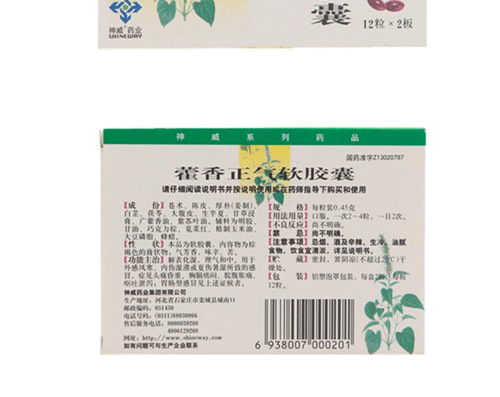 神威药业
SHINEWAY
囊
12粒×2板
神威系列药品
国药准字Z13020797
藿香正气软胶囊
请仔细阅读说明书并按说明使用或在药师指导下购买和使用
【成 份】苍术、陈皮、厚朴(姜制)、
白芷、茯苓、大腹皮、生半夏、甘草浸
膏、广藿香油、紫苏叶油。辅料为明胶、
甘油、巧克力棕、苋菜红、精制玉米油、
大豆磷脂、蜂蜡。
【性 状】本品为软胶囊，内容物为棕
褐色的膏状物，气芳香，味辛、苦。
【功能主治】解表化湿，理气和中。用于
外感风寒、内伤湿滞或夏伤暑湿所致的感
冒，症见头痛昏重、胸膈痞闷、脘腹胀痛、
呕吐泄泻；胃肠型感冒见上述证候者。
【规 格】每粒装0.45克
【用法用量】口服，一次2~4粒，一日2次。
【不良反应】尚不明确。
【禁 忌】尚不明确。
【注意事项】忌烟、酒及辛辣、生冷、油腻
食物，饮食宜清淡。详见说明书。
【贮 藏】密封，置阴凉(不超过20℃)干
燥处。
【包 装】铝塑泡罩包装，每盒2板，每板
12粒。
神威药业集团有限公司
生产地址：河北省石家庄市栾城县城南口
邮政编码：051430
电话号码：(0311)88030066
售后服务电话：8008039208
4006129208
网址：http://www.shineway.com
如有问题可与生产企业联系
6 938007 000201